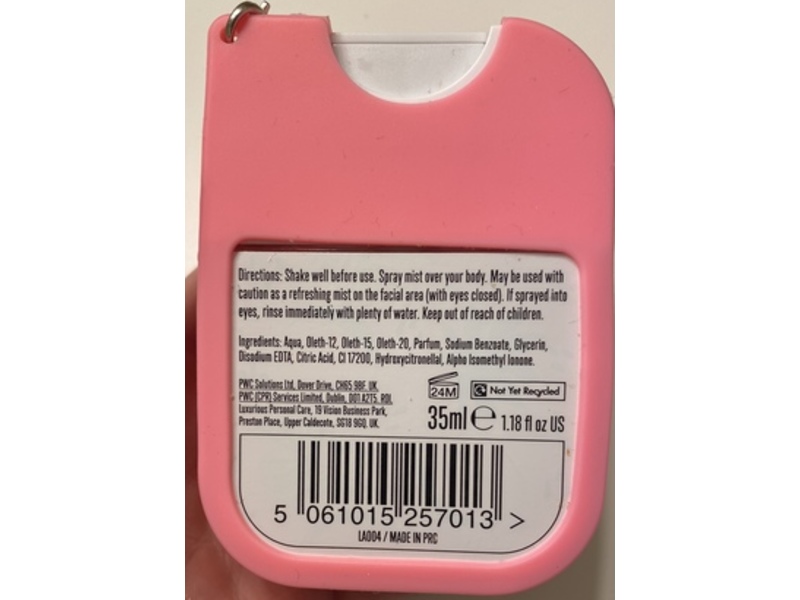 Directions: Shake well before use. Spray mist over your body. May be used with
caution as a refreshing mist on the facial area (with eyes closed). If sprayed into
eyes, rinse immediately with plenty of water. Keep out of reach of children.
Ingredients: Aqua, Oleth-12, Oleth-15, Oleth-20, Parfum, Sodium Benzoate, Glycerin,
Disodium EDTA, Citric Acid, CI 17200, Hydroxycitronellal, Alpha Isomethyl Ionone.
PWC Solutions Ltd, Dover Drive, CH65 9BF. UK.
PWC (CPR) Services Limited, Dublin, D01 A2T5. ROI.
Luxurious Personal Care, 19 Vision Business Park,
Preston Place, Upper Caldecote, SG18 9GQ. UK.
24M
Not Yet Recycled
35ml e 1.18 fl oz US
5 061015 257013 >
LA004 / MADE IN PRC